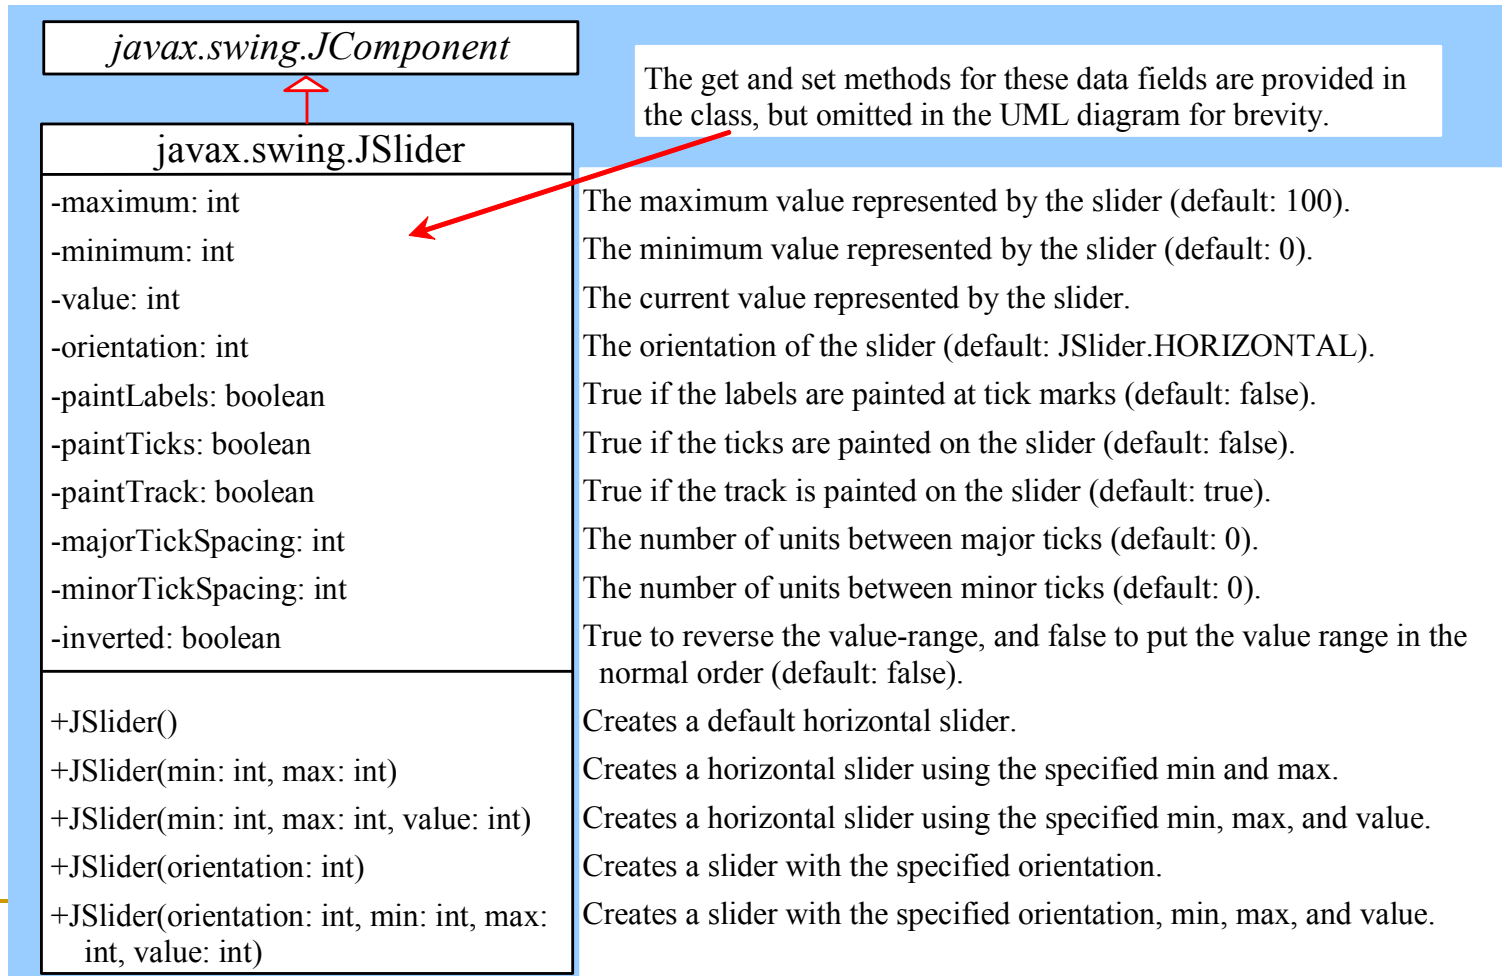 javax.swing.JComponent
The get and set methods for these data fields are provided in
the class, but omitted in the UML diagram for brevity.
javax.swing.JSlider
-maximum: int
The maximum value represented by the slider (default: 100).
-minimum: int
The minimum value represented by the slider (default: 0).
-value: int
The current value represented by the slider.
-orientation: int
The orientation of the slider (default: JSlider.HORIZONTAL).
-paintLabels: boolean
True if the labels are painted at tick marks (default: false).
-paintTicks: boolean
True if the ticks are painted on the slider (default: false).
-paintTrack: boolean
True if the track is painted on the slider (default: true).
-majorTickSpacing: int
The number of units between major ticks (default: 0).
-minorTickSpacing: int
The number of units between minor ticks (default: 0).
-inverted: boolean
True to reverse the value-range, and false to put the value range in the
normal order (default: false).
+JSlider()
Creates a default horizontal slider.
+JSlider(min: int, max: int)
Creates a horizontal slider using the specified min and max.
+JSlider(min: int, max: int, value: int)
Creates a horizontal slider using the specified min, max, and value.
+JSlider(orientation: int)
Creates a slider with the specified orientation.
+JSlider(orientation: int, min: int, max:
int, value: int)
Creates a slider with the specified orientation, min, max, and value.